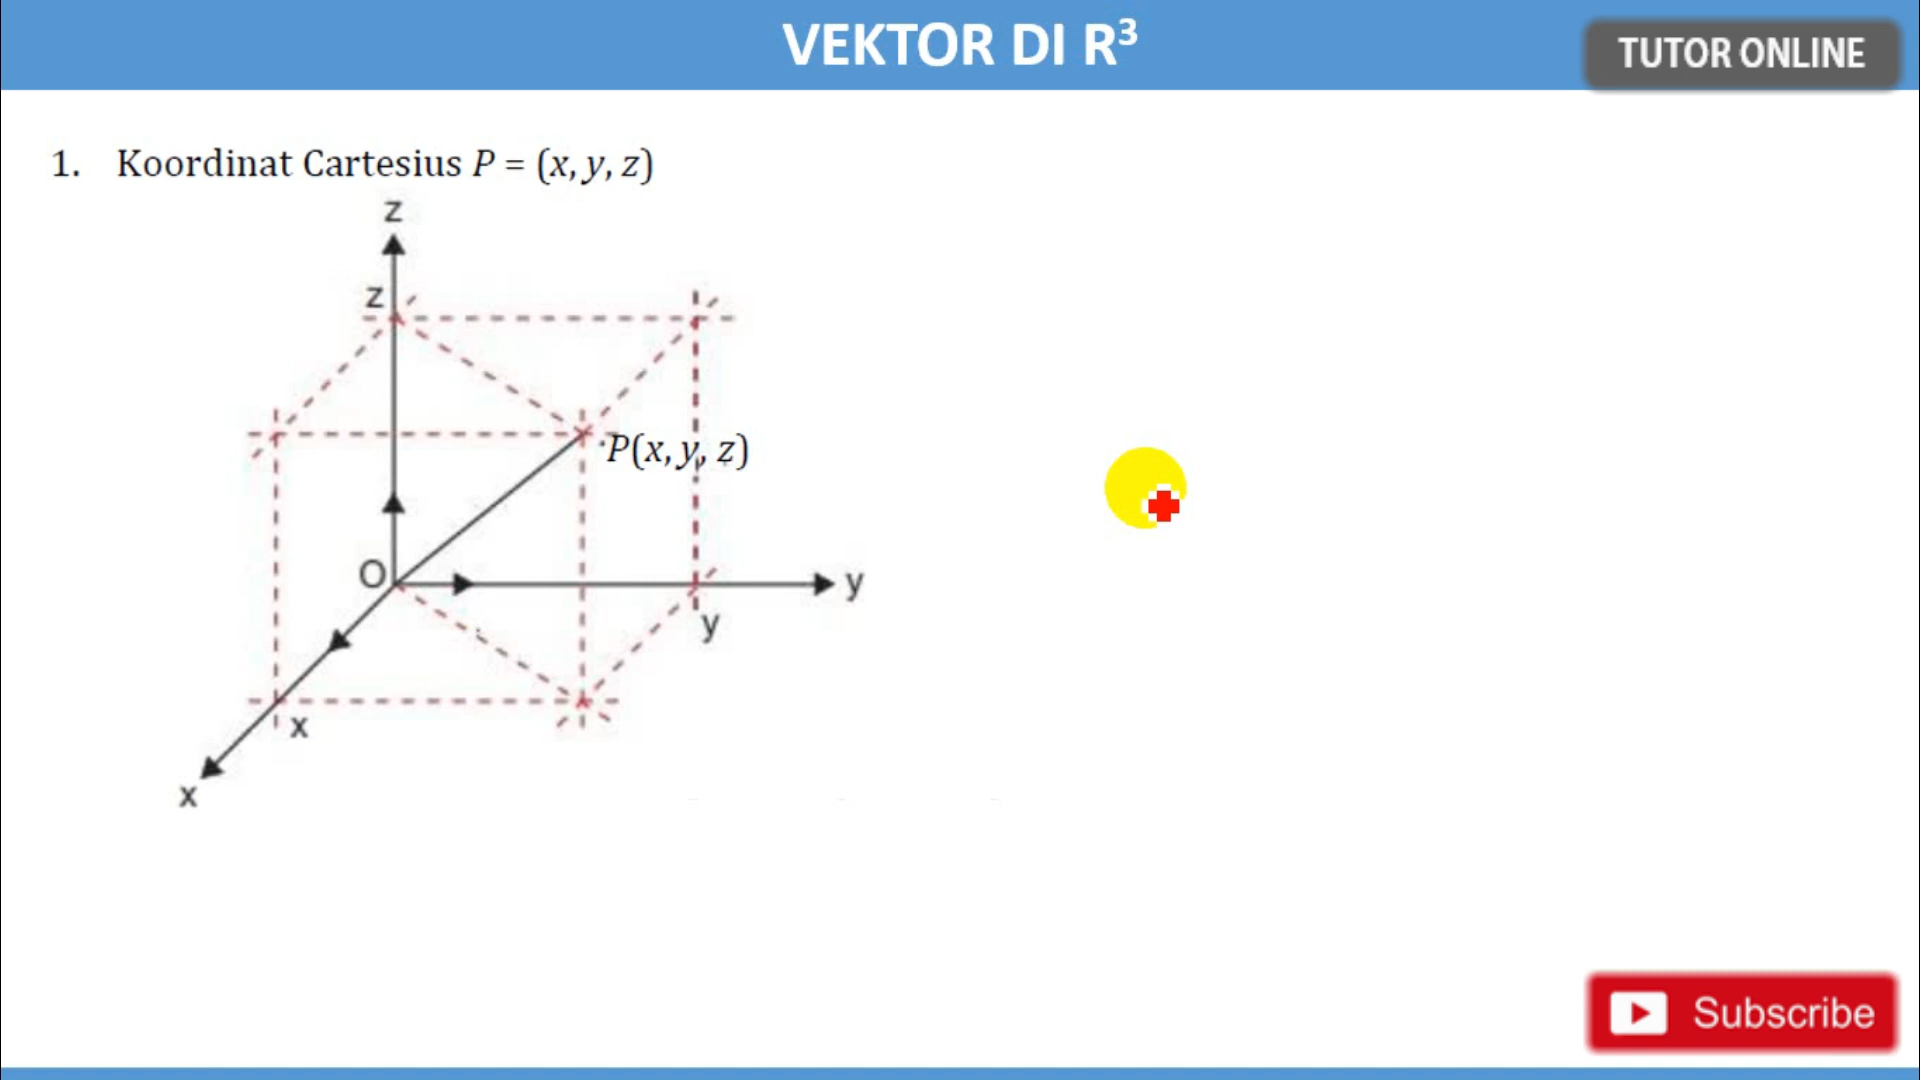 VEKTOR DI R³
TUTOR ONLINE
1. Koordinat Cartesius P = (x, y, z)
z
z
P(x, y, z)
O
y
y
x
x
Subscribe